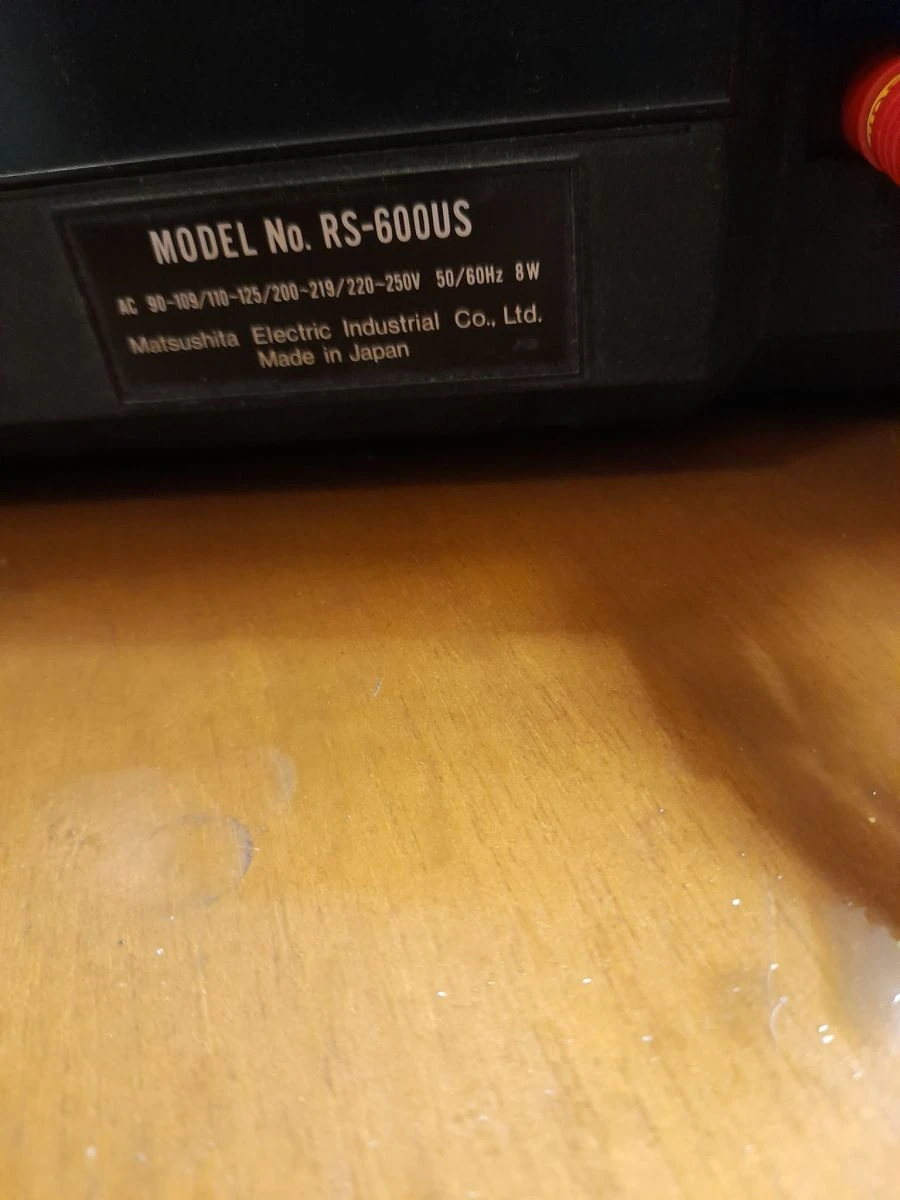 MODEL No. RS-600US
AC 90~109/110~125/200~219/220~250V 50/60Hz 8W
Matsushita Electric Industrial Co., Ltd.
Made in Japan